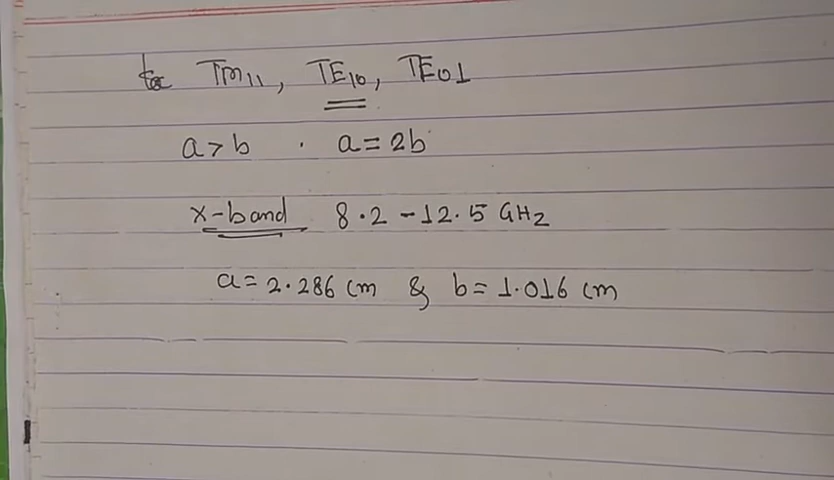 for TM11, TE10, TE01
a > b . a = 2b
x-band 8.2 - 12.5 GHz
a = 2.286 cm & b = 1.016 cm